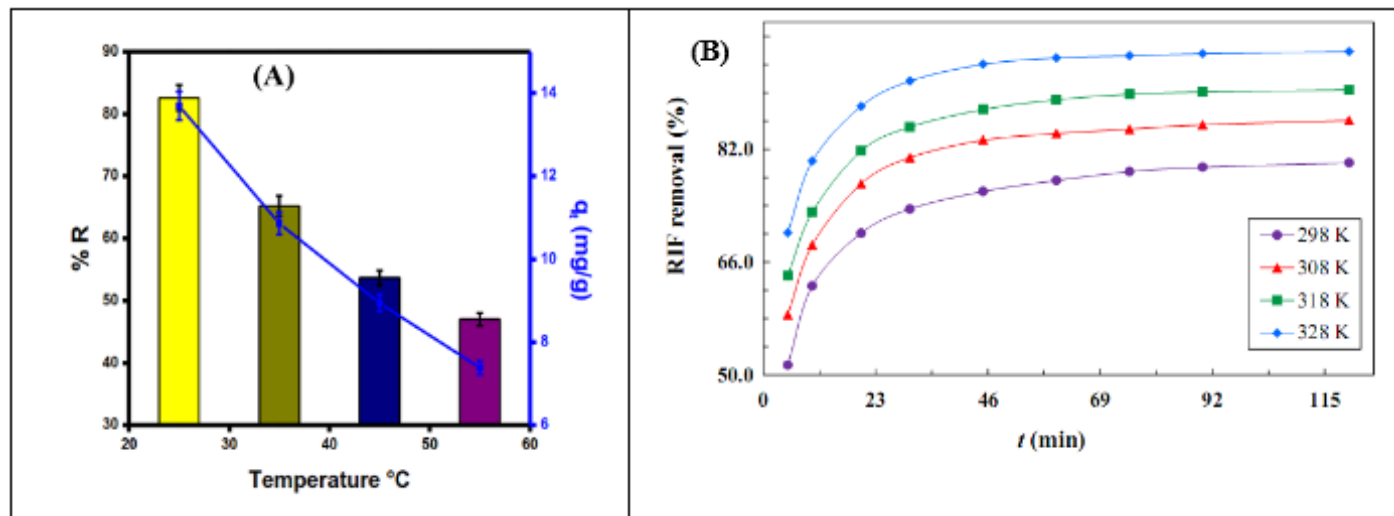 (A)
90
80
70
60
50
40
30
% R
14
12
10
8
6
qt (mg/g)
20 30 40 50 60
Temperature °C
(B)
82.0
66.0
50.0
RIF removal (%)
298 K
308 K
318 K
328 K
0 23 46 69 92 115
t (min)